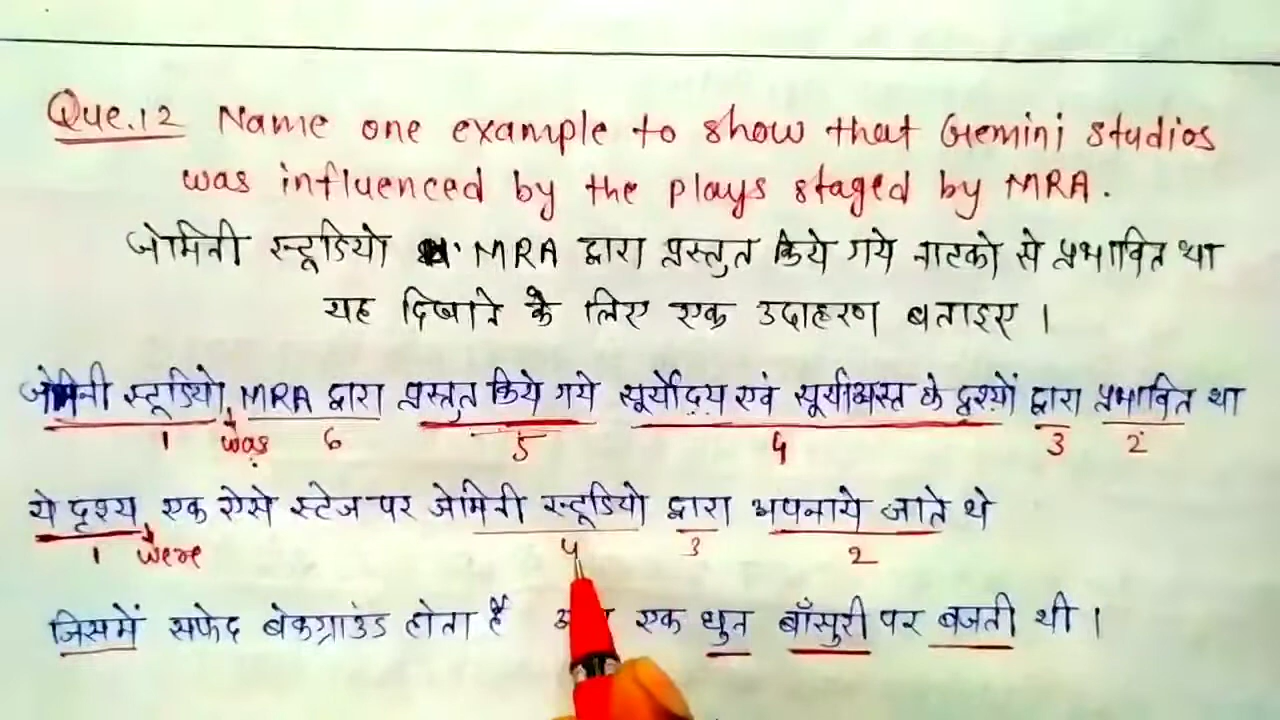 Que.12 Name one example to show that Gemini studios
was influenced by the plays staged by MRA.
जेमिनी स्टूडियो MRA द्वारा प्रस्तुत किये गये नाटको से प्रभावित था
यह दिखाने के लिए एक उदाहरण बताइए ।
जेमिनी स्टूडियो MRA द्वारा प्रस्तुत किये गये सूर्योदय एवं सूर्यअस्त के द्वश्यों द्वारा प्रभावित था
1 was 6 5 4 3 2
ये दृश्य एक ऐसे स्टेज पर जेमिनी स्टूडियो द्वारा अपनाये जाते थे
1 were 4 3 2
जिसमें सफेद बेकग्राउंड होता है एक धुन बाँसुरी पर बजती थी ।